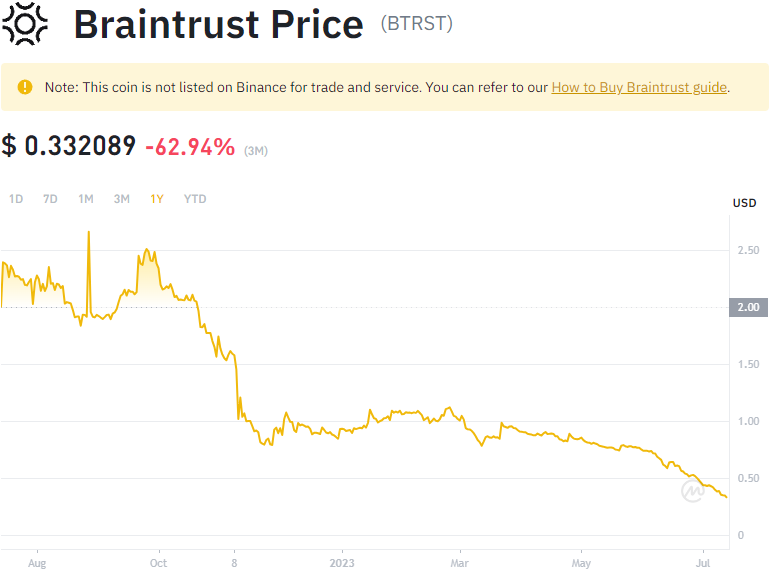 Braintrust Price (BTRST)
Note: This coin is not listed on Binance for trade and service. You can refer to our How to Buy Braintrust guide.
$ 0.332089 -62.94% (3M)
1D 7D 1M 3M 1Y YTD
USD
2.50
2.00
1.50
1.00
0.50
0
Aug Oct 8 2023 Mar May Jul